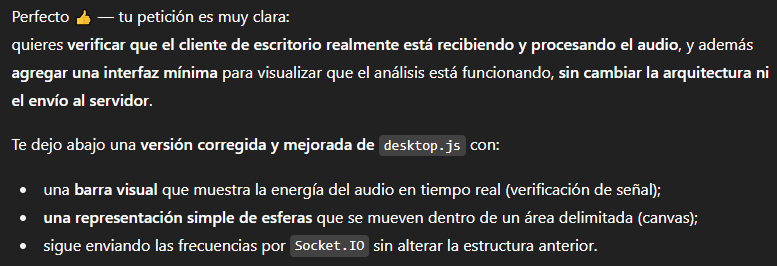 Perfecto 👍 — tu petición es muy clara:
quieres verificar que el cliente de escritorio realmente está recibiendo y procesando el audio, y además
agregar una interfaz mínima para visualizar que el análisis está funcionando, sin cambiar la arquitectura ni
el envío al servidor.
Te dejo abajo una versión corregida y mejorada de desktop.js con:
• una barra visual que muestra la energía del audio en tiempo real (verificación de señal);
• una representación simple de esferas que se mueven dentro de un área delimitada (canvas);
• sigue enviando las frecuencias por Socket.IO sin alterar la estructura anterior.